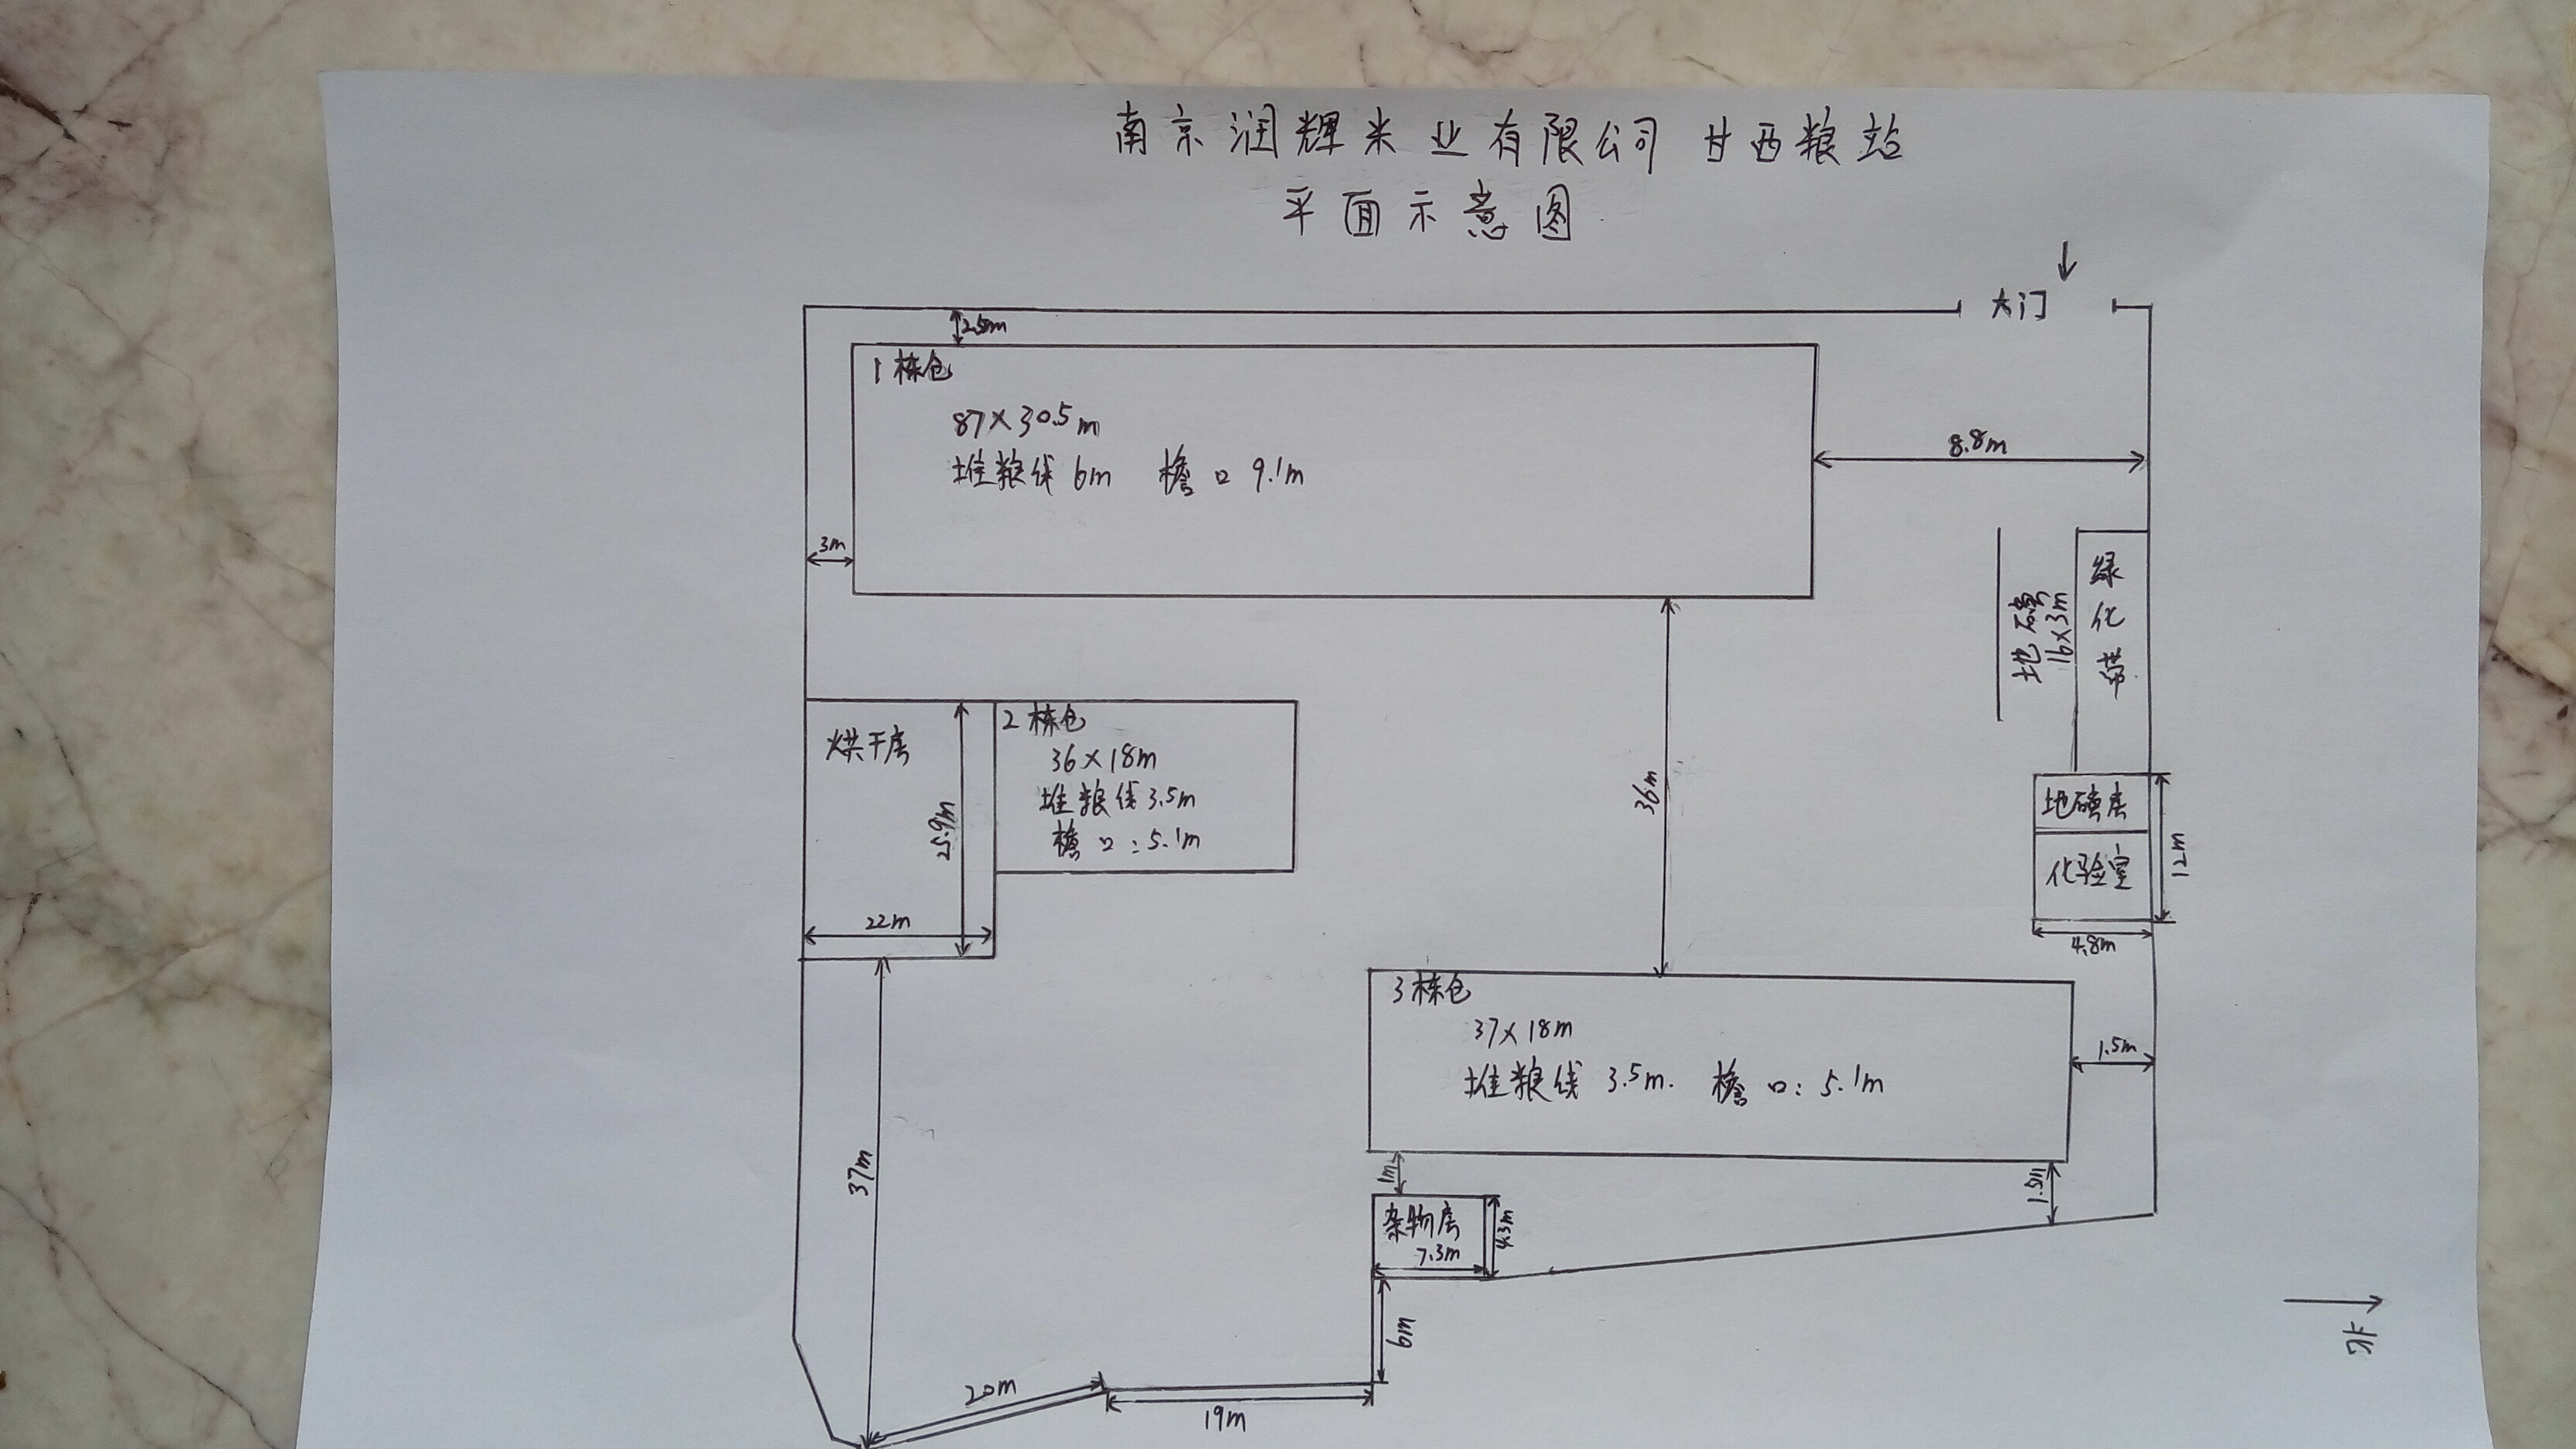 南京润辉米业有限公司 甘西粮站
平面示意图
大门
2.5m
1栋仓
87×30.5m
堆粮线6m 檐口9.1m
8.8m
3m
绿化带
地磅
16×3m
烘干房
25.9m
22m
2栋仓
36×18m
堆粮线3.5m
檐口:5.1m
36m
地磅房
化验室
12m
4.8m
3栋仓
37×18m
堆粮线 3.5m. 檐口:5.1m
1.5m
37m
1m
1.5m
杂物房
7.3m
4.3m
6m
20m
19m
北